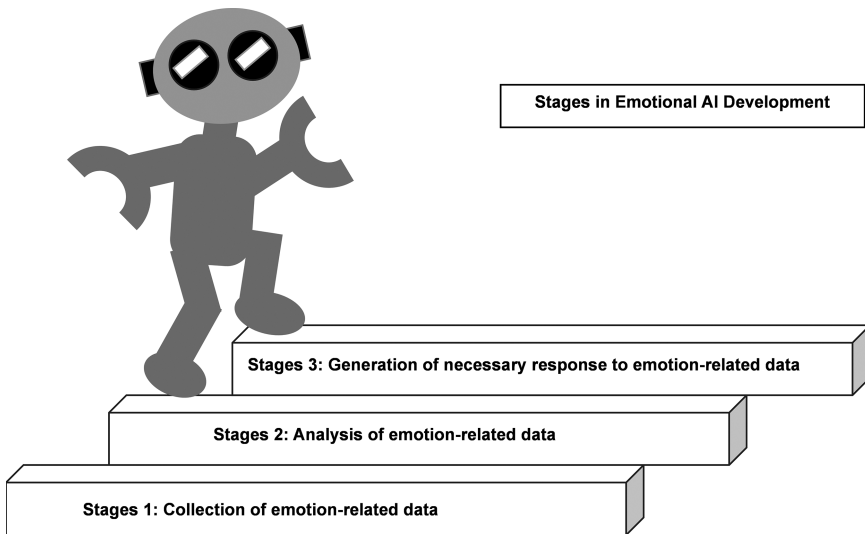 Stages in Emotional AI Development
Stages 3: Generation of necessary response to emotion-related data
Stages 2: Analysis of emotion-related data
Stages 1: Collection of emotion-related data